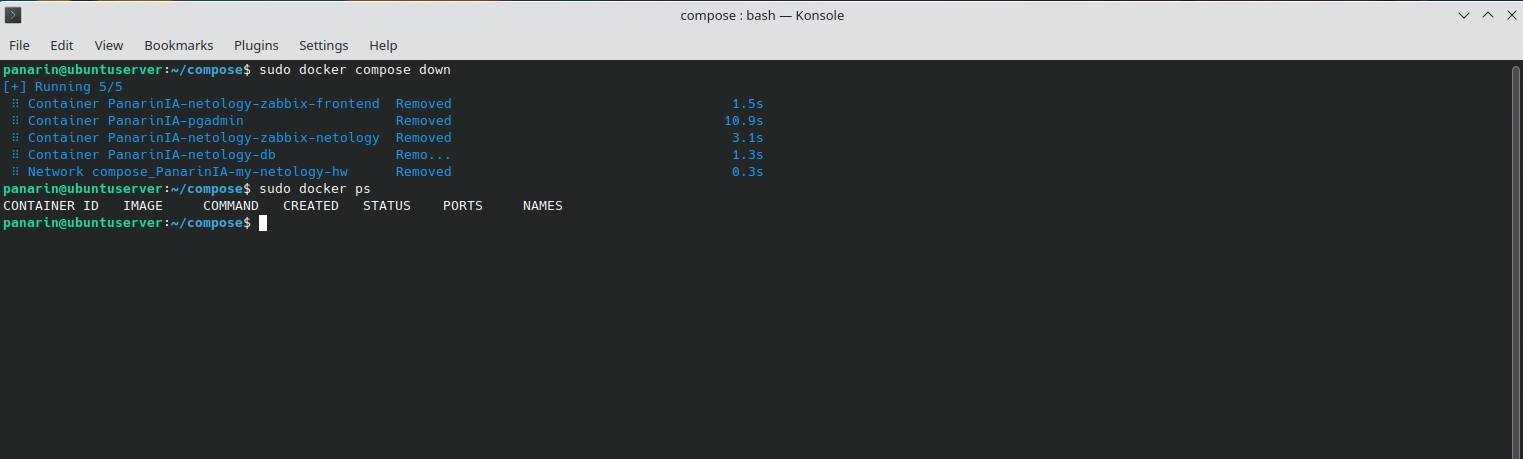 compose : bash — Konsole
File Edit View Bookmarks Plugins Settings Help
panarin@ubuntuserver:~/compose$ sudo docker compose down
[+] Running 5/5
⠿ Container PanarinIA-netology-zabbix-frontend Removed 1.5s
⠿ Container PanarinIA-pgadmin Removed 10.9s
⠿ Container PanarinIA-netology-zabbix-netology Removed 3.1s
⠿ Container PanarinIA-netology-db Remo... 1.3s
⠿ Network compose_PanarinIA-my-netology-hw Removed 0.3s
panarin@ubuntuserver:~/compose$ sudo docker ps
CONTAINER ID IMAGE COMMAND CREATED STATUS PORTS NAMES
panarin@ubuntuserver:~/compose$